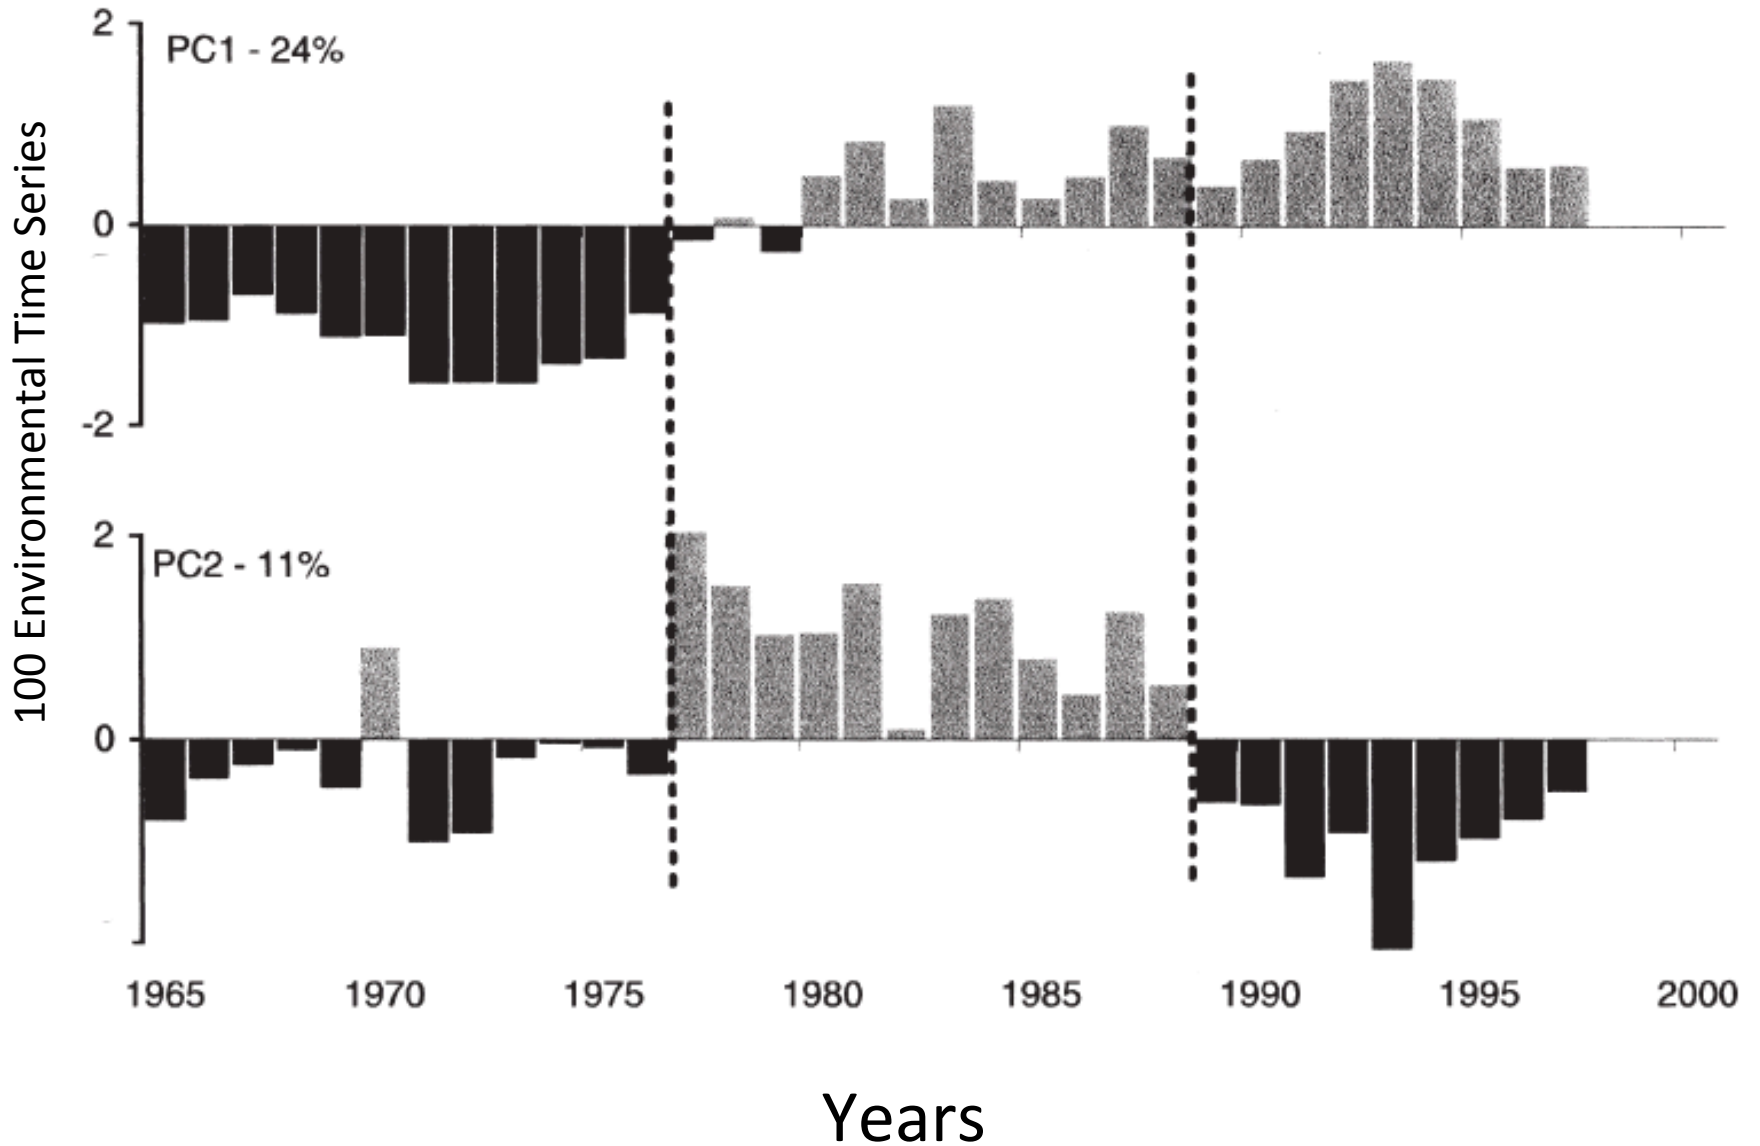 2
PC1 - 24%
0
-2
100 Environmental Time Series
2
PC2 - 11%
0
1965 1970 1975 1980 1985 1990 1995 2000
Years